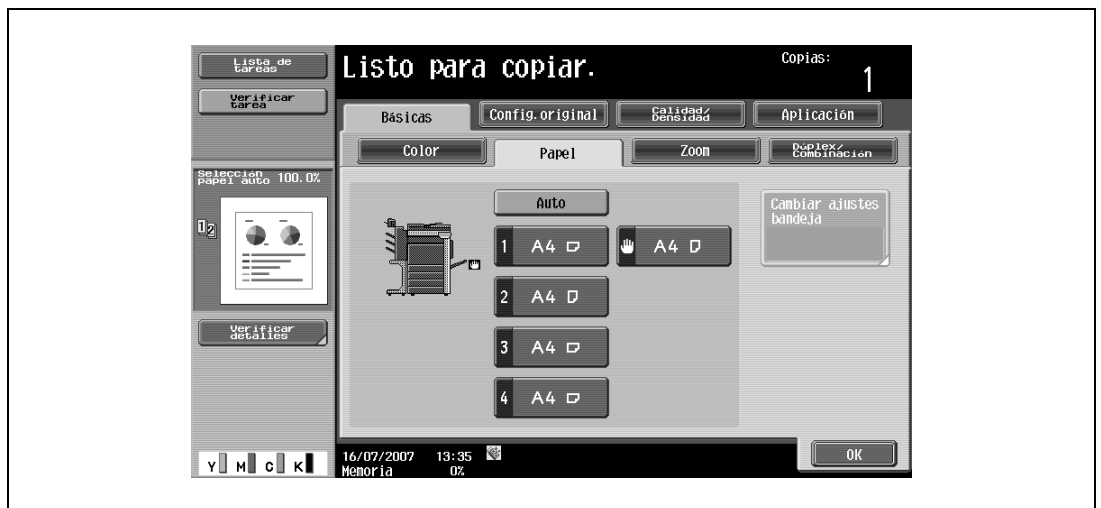 Lista de
tareas
Verificar
tarea
Listo para copiar.
Copias:
1
Básicas
Config.original
Calidad/
Densidad
Aplicación
Color
Papel
Zoom
Dúplex/
Combinación
Selección
papel auto 100.0%
12
Verificar
detalles
Auto
1 A4
A4
2 A4
3 A4
4 A4
Cambiar ajustes
bandeja
Y M C K
16/07/2007 13:35
Memoria 0%
OK